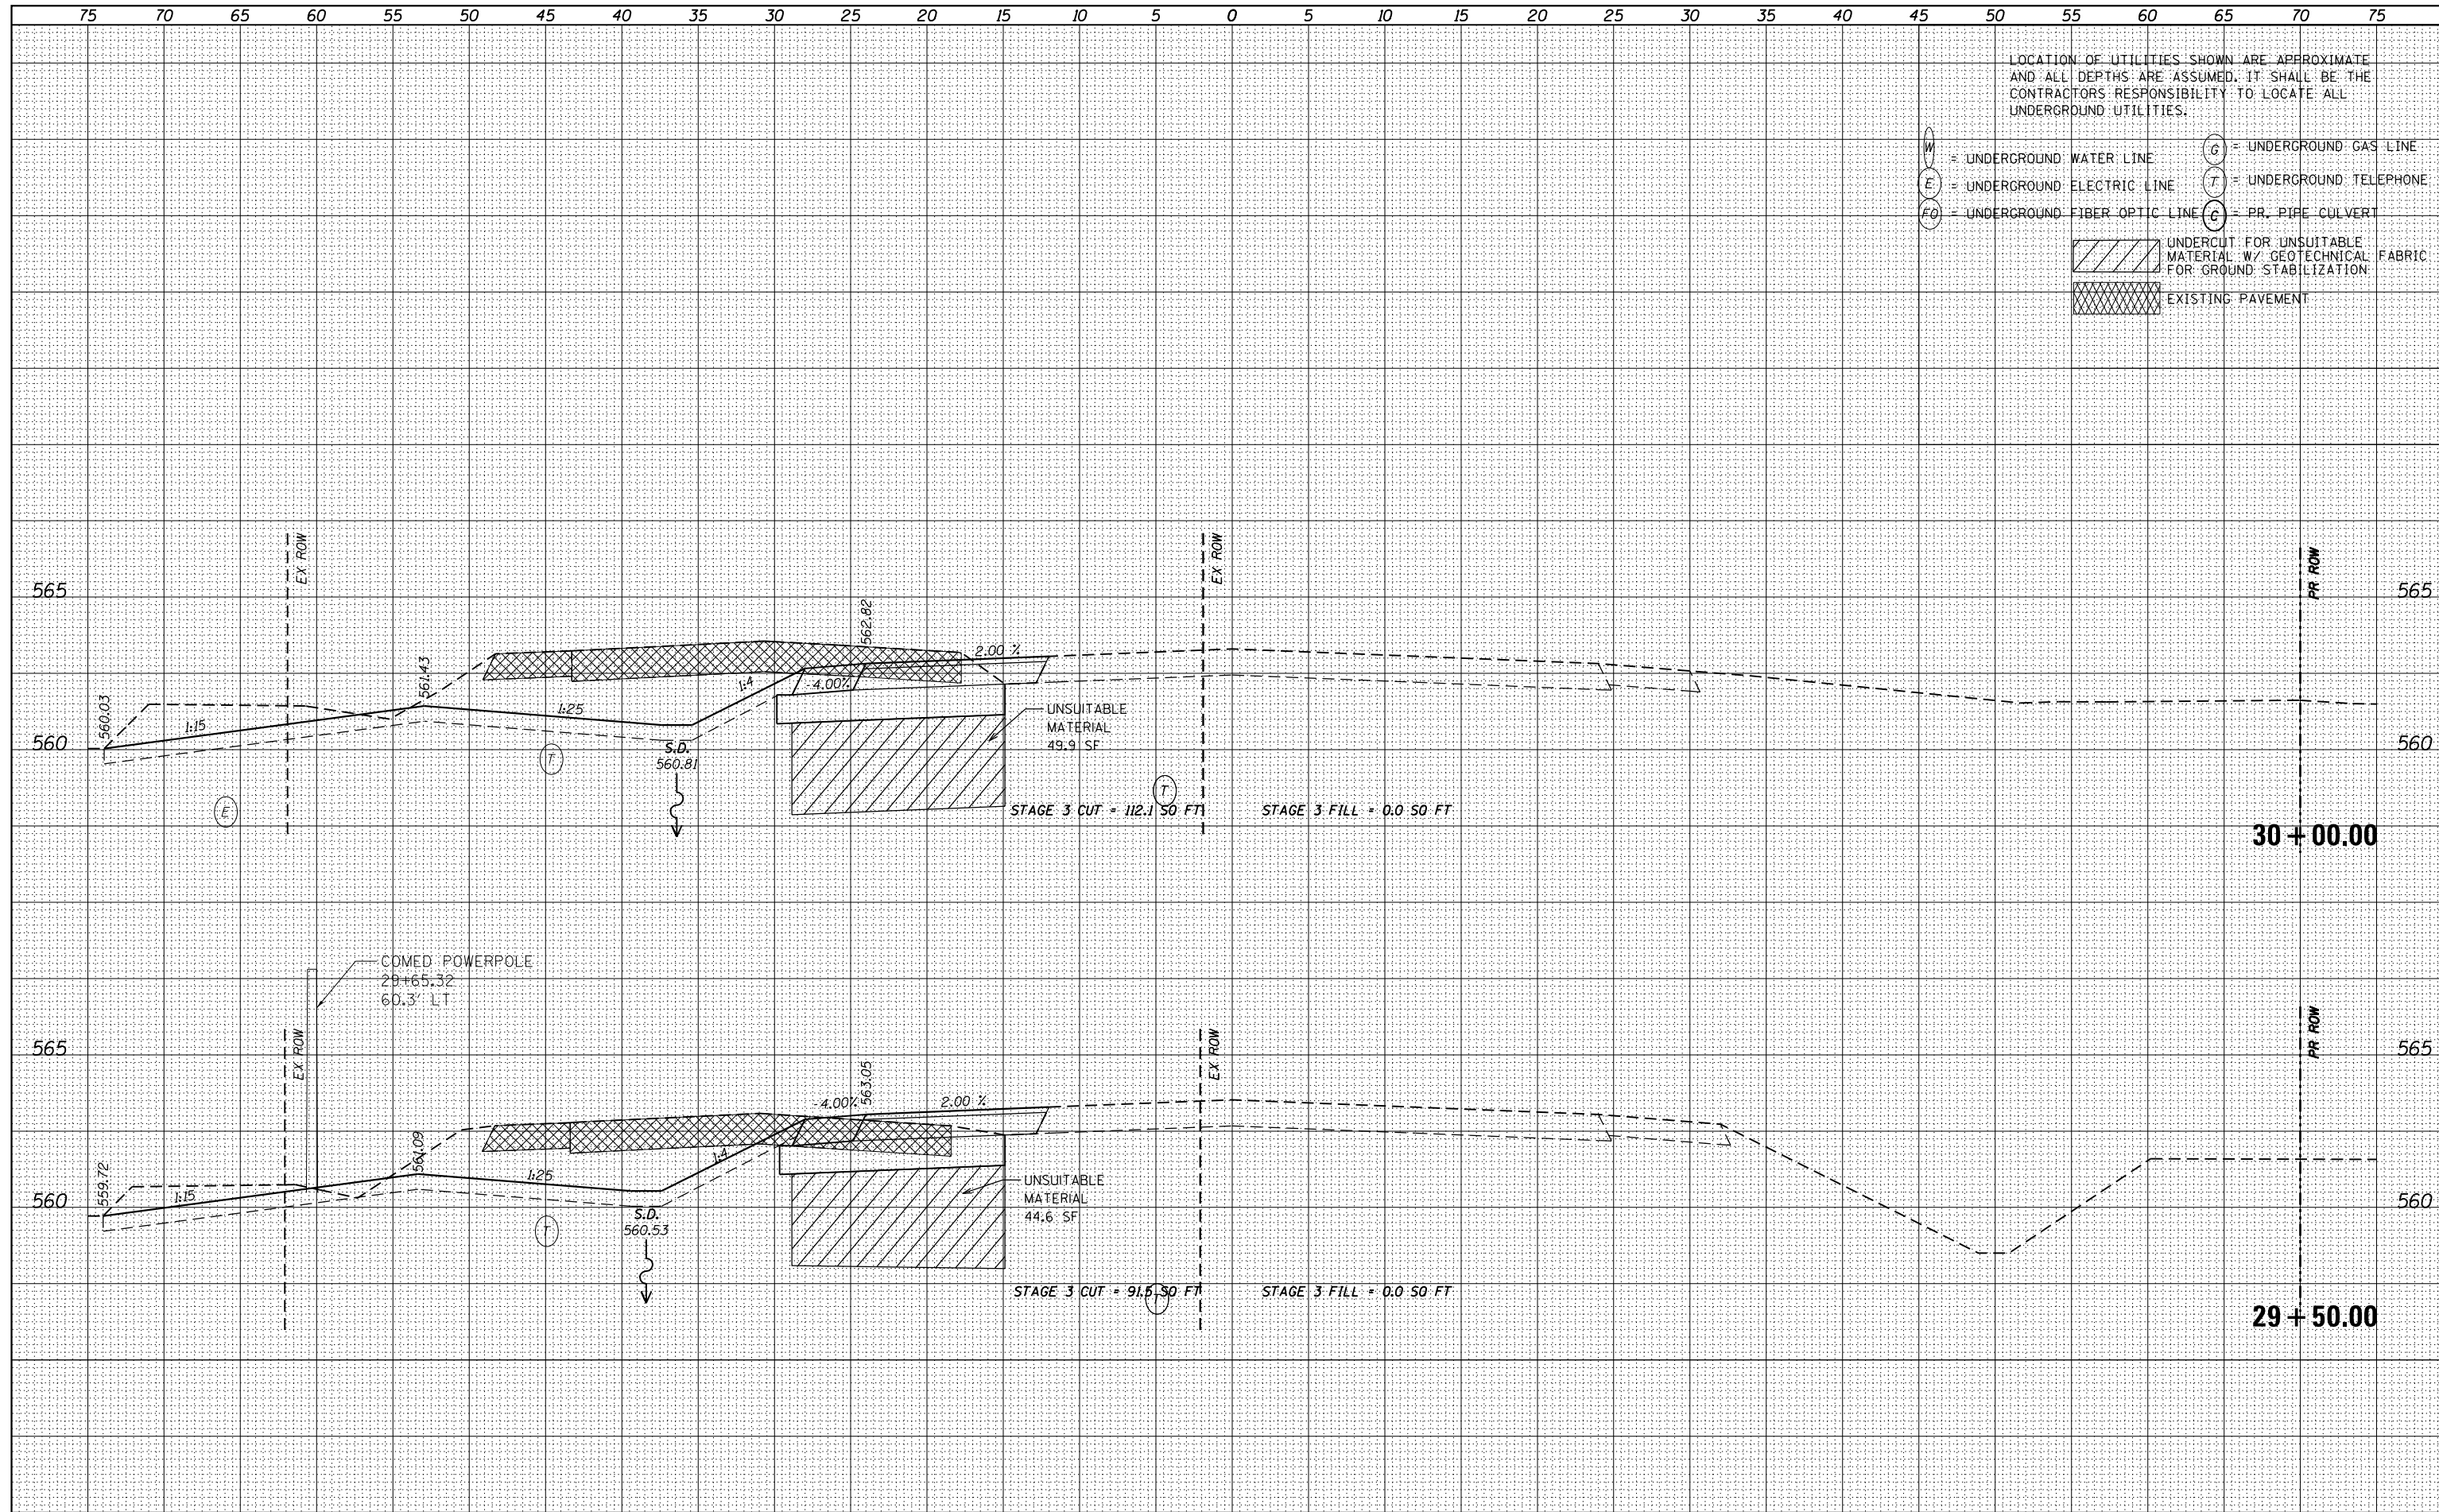 75 70 65 60 55 50 45 40 35 30 25 20 15 10 5 0 5 10 15 20 25 30 35 40 45 50 55 60 65 70 75
LOCATION OF UTILITIES SHOWN ARE APPROXIMATE
AND ALL DEPTHS ARE ASSUMED. IT SHALL BE THE
CONTRACTORS RESPONSIBILITY TO LOCATE ALL
UNDERGROUND UTILITIES.
W = UNDERGROUND WATER LINE
G = UNDERGROUND GAS LINE
E = UNDERGROUND ELECTRIC LINE
T = UNDERGROUND TELEPHONE
FO = UNDERGROUND FIBER OPTIC LINE
C = PR. PIPE CULVERT
UNDERCUT FOR UNSUITABLE
MATERIAL W/ GEOTECHNICAL FABRIC
FOR GROUND STABILIZATION
EXISTING PAVEMENT
EX ROW
EX ROW
PR ROW
565
565
562.82
2.00 %
561.43
1:4
-4.00%
560.03
1:15
1:25
UNSUITABLE
MATERIAL
49.9 SF
560
560
S.D.
560.81
T
T
E
STAGE 3 CUT = 112.1 SQ FT
STAGE 3 FILL = 0.0 SQ FT
30 + 00.00
COMED POWERPOLE
29+65.32
60.3' LT
EX ROW
EX ROW
PR ROW
565
565
563.05
-4.00%
2.00 %
561.09
1:4
559.72
1:15
1:25
UNSUITABLE
MATERIAL
44.6 SF
560
560
S.D.
560.53
T
STAGE 3 CUT = 91.5 SQ FT
T
STAGE 3 FILL = 0.0 SQ FT
29 + 50.00